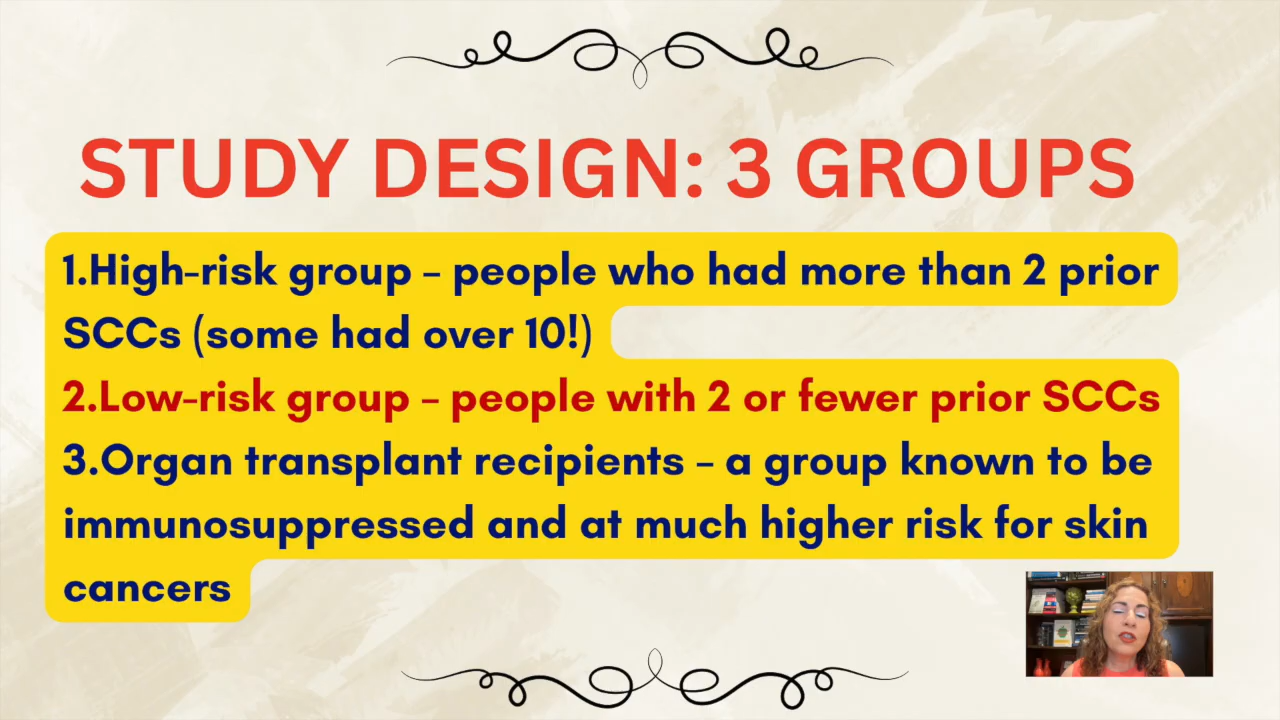 STUDY DESIGN: 3 GROUPS
1.High-risk group – people who had more than 2 prior
SCCs (some had over 10!)
2.Low-risk group – people with 2 or fewer prior SCCs
3.Organ transplant recipients – a group known to be
immunosuppressed and at much higher risk for skin
cancers